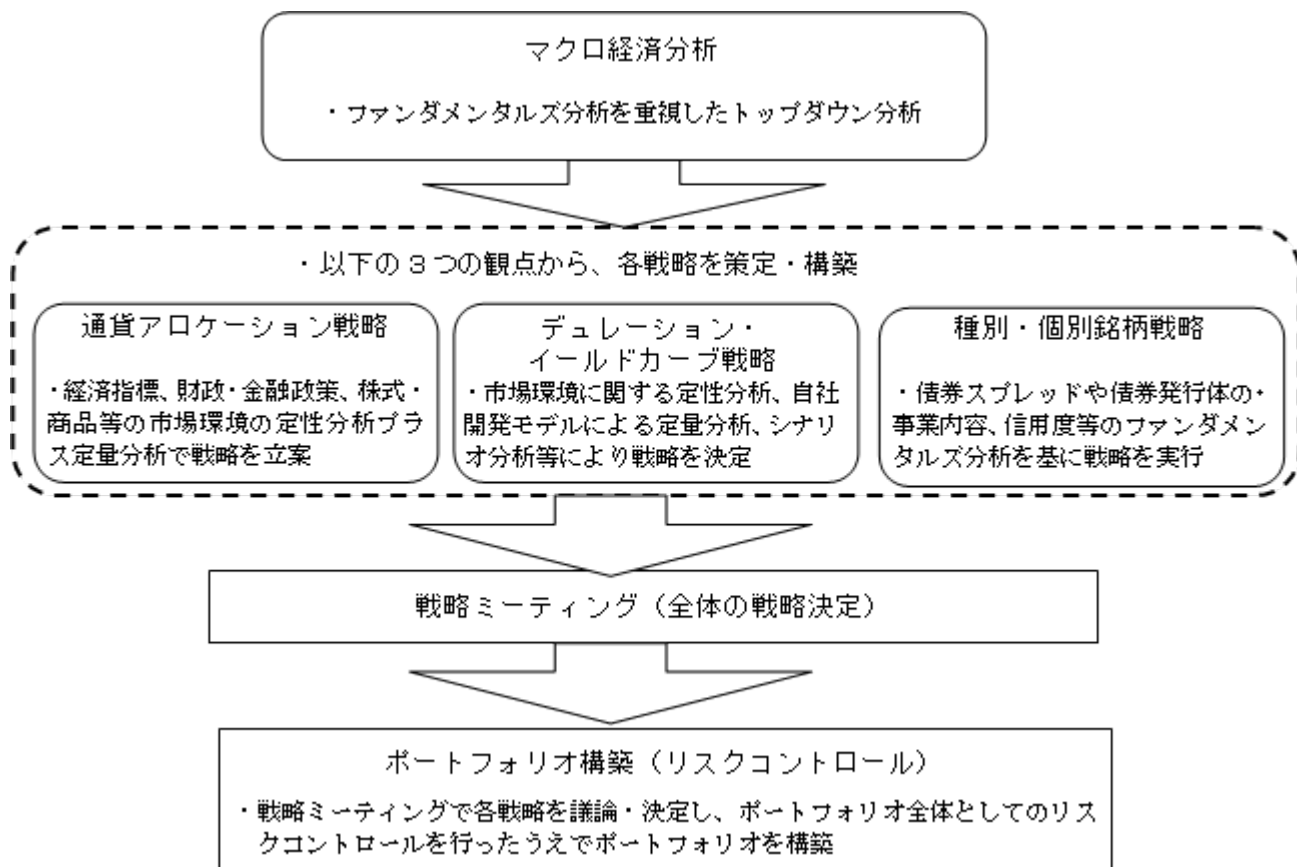 マクロ経済分析
・ファンダメンタルズ分析を重視したトップダウン分析
・以下の３つの観点から、各戦略を策定・構築
通貨アロケーション戦略
・経済指標、財政・金融政策、株式・
商品等の市場環境の定性分析プラ
ス定量分析で戦略を立案
デュレーション・
イールドカーブ戦略
・市場環境に関する定性分析、自社
開発モデルによる定量分析、シナリ
オ分析等により戦略を決定
種別・個別銘柄戦略
・債券スプレッドや債券発行体の・
事業内容、信用度等のファンダメン
タルズ分析を基に戦略を実行
戦略ミーティング（全体の戦略決定）
ポートフォリオ構築（リスクコントロール）
・戦略ミーティングで各戦略を議論・決定し、ポートフォリオ全体としてのリス
クコントロールを行ったうえでポートフォリオを構築